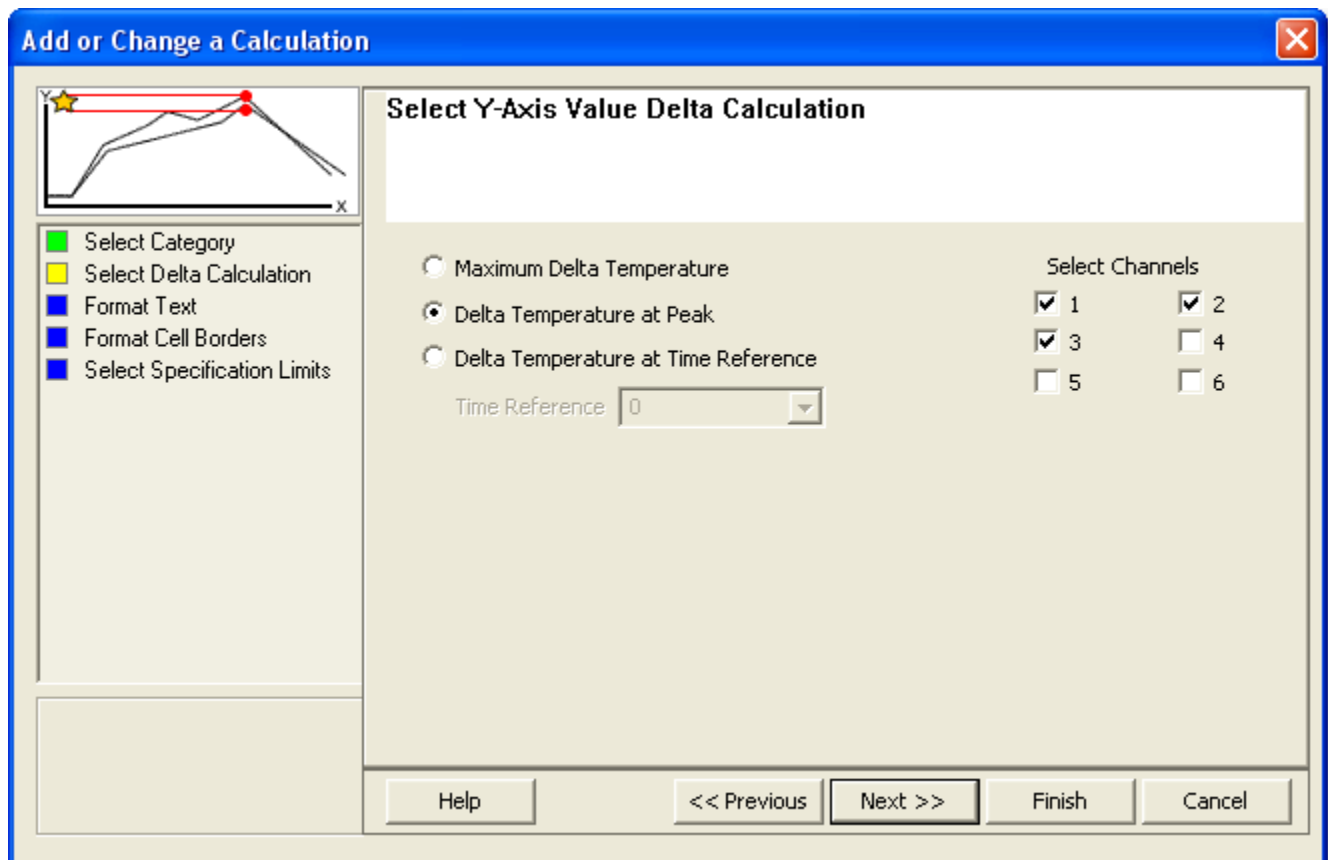 Add or Change a Calculation
Y
X
Select Category
Select Delta Calculation
Format Text
Format Cell Borders
Select Specification Limits
Select Y-Axis Value Delta Calculation
Maximum Delta Temperature
Delta Temperature at Peak
Delta Temperature at Time Reference
Time Reference 0
Select Channels
1 2
3 4
5 6
Help << Previous Next >> Finish Cancel